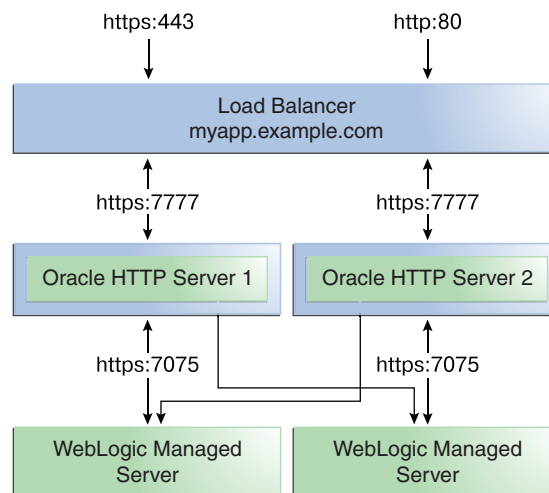 https:443
http:80
Load Balancer
myapp.example.com
https:7777
https:7777
Oracle HTTP Server 1
Oracle HTTP Server 2
https:7075
https:7075
WebLogic Managed
Server
WebLogic Managed
Server